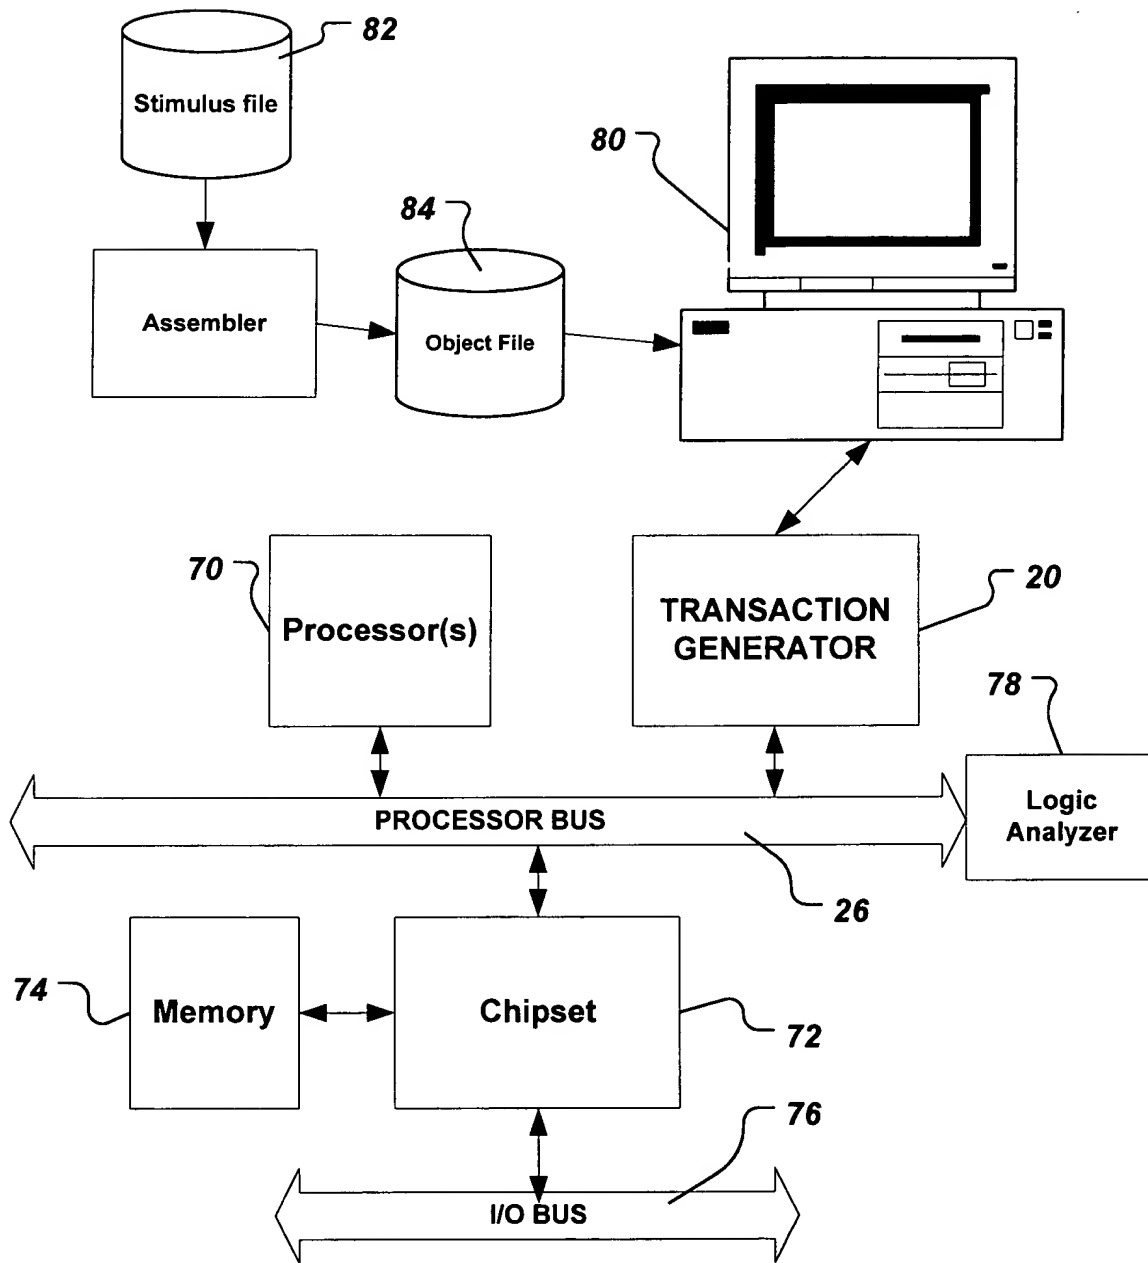 82
Stimulus file
80
84
Assembler
Object File
70
Processor(s)
TRANSACTION
GENERATOR
20
78
Logic
Analyzer
PROCESSOR BUS
26
74
Memory
Chipset
72
76
I/O BUS